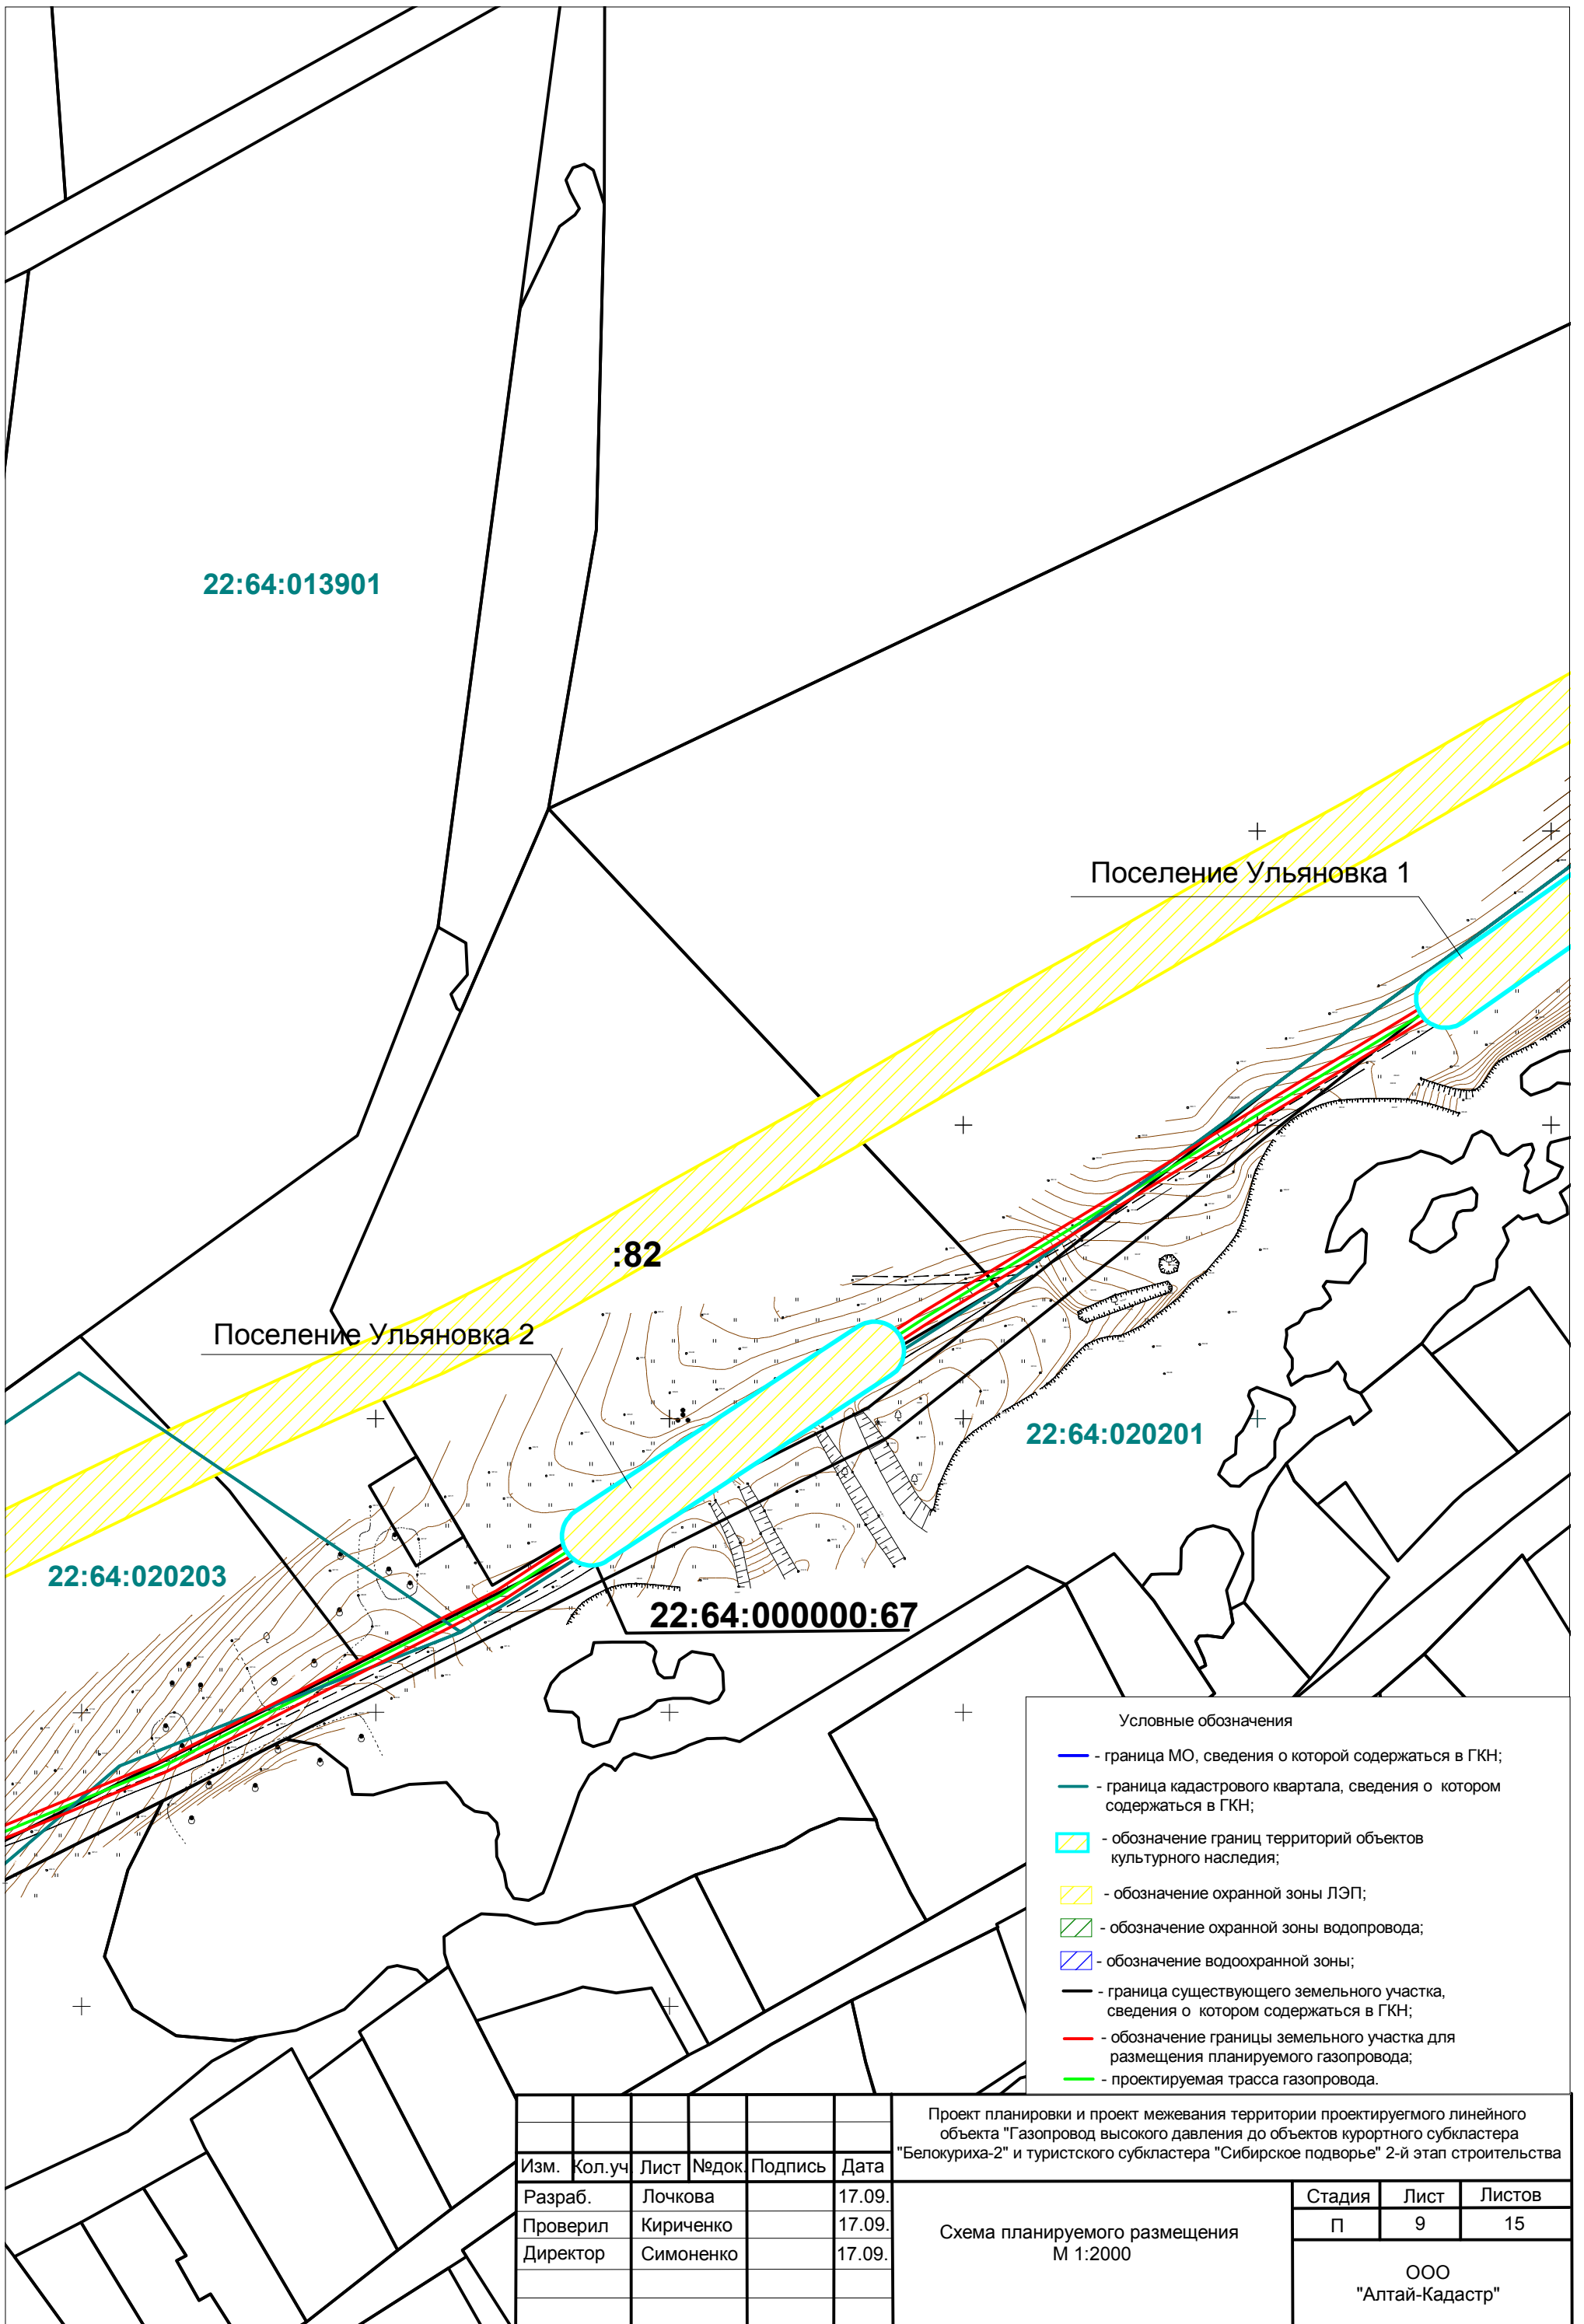 22:64:013901
Поселение Ульяновка 1
:82
Поселение Ульяновка 2
22:64:020201
22:64:020203
22:64:000000:67
Условные обозначения
- граница МО, сведения о которой содержаться в ГКН;
- граница кадастрового квартала, сведения о котором
содержаться в ГКН;
- обозначение границ территорий объектов
культурного наследия;
- обозначение охранной зоны ЛЭП;
- обозначение охранной зоны водопровода;
- обозначение водоохранной зоны;
- граница существующего земельного участка,
сведения о котором содержаться в ГКН;
- обозначение границы земельного участка для
размещения планируемого газопровода;
- проектируемая трасса газопровода.
Проект планировки и проект межевания территории проектируегмого линейного
объекта "Газопровод высокого давления до объектов курортного субкластера
"Белокуриха-2" и туристского субкластера "Сибирское подворье" 2-й этап строительства
Изм. Кол.уч Лист №док. Подпись Дата
Разраб. Лочкова 17.09.
Проверил Кириченко 17.09.
Директор Симоненко 17.09.
Схема планируемого размещения
М 1:2000
Стадия Лист Листов
П 9 15
ООО
"Алтай-Кадастр"